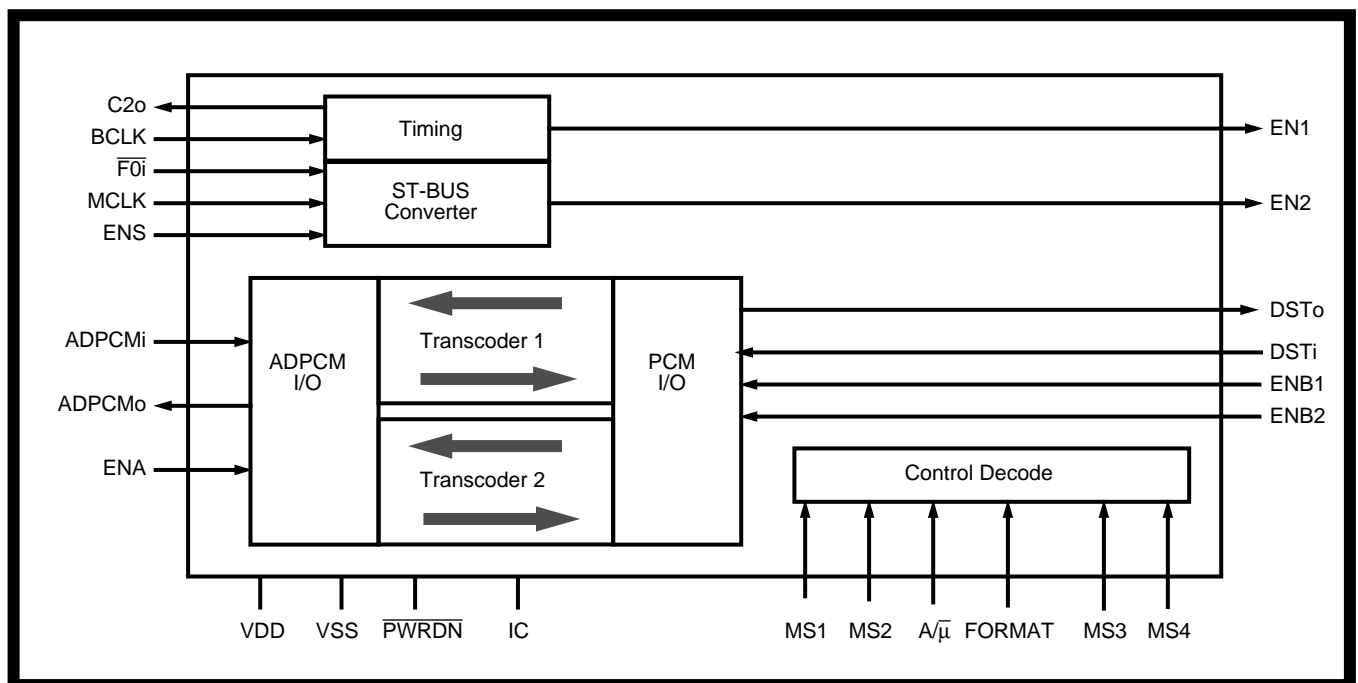 C2o
BCLK
F0i
MCLK
ENS
Timing
ST-BUS
Converter
EN1
EN2
ADPCMi
ADPCMo
ENA
ADPCM
I/O
Transcoder 1
Transcoder 2
PCM
I/O
DSTo
DSTi
ENB1
ENB2
Control Decode
VDD
VSS
PWRDN
IC
MS1
MS2
A/μ
FORMAT
MS3
MS4